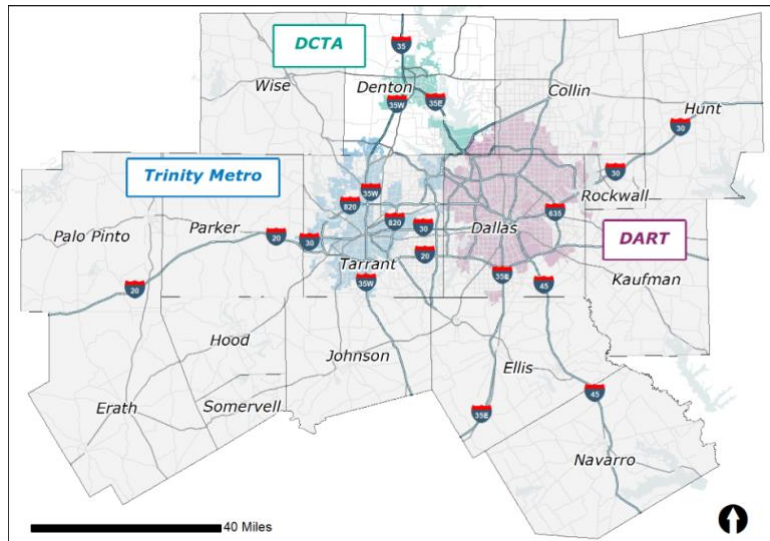 DCTA
35
Wise
Denton
Collin
35W
35E
Hunt
30
30
Trinity Metro
35W
820
Rockwall
635
820
30
Palo Pinto
Parker
20
30
Dallas
DART
Tarrant
20
35E
Kaufman
20
35W
45
Hood
Johnson
Ellis
Erath
Somervell
45
35E
Navarro
40 Miles